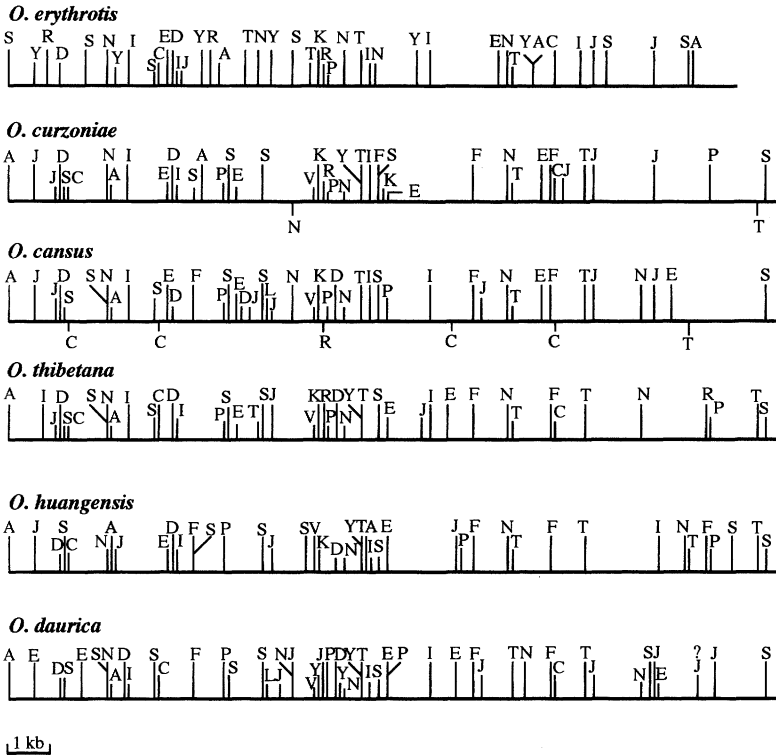 O. erythrotis
S R S N I E D Y R T N Y S K N T Y I E N Y A C I J S J S A
Y D Y S C I J A T R P I N T
O. curzoniae
A J D N I D A S S K Y T I F S F N E F T J J P S
J S C A E I S P E V R P N K E T C J
N T
O. cansus
A J D S N I S E F S S N K D T I S I F N E F T J N J E S
J S A D P E D J L J V P N P J T
C C R C C T
O. thibetana
A I D S N I C D S S J K R D Y T S I E F N F T N R T
J S C A S I P E T V P N E J T C P S
O. huangensis
A J S A D F S P S S V Y T A E J F N F T I N F S T
D C N J E I J K D N I S P T T P S
O. daurica
A E E S N D S F P S N J J P D Y T E P I E F T N F T S J ? J S
D S A I C S L J Y V Y N I S J C J N E J
1 kb